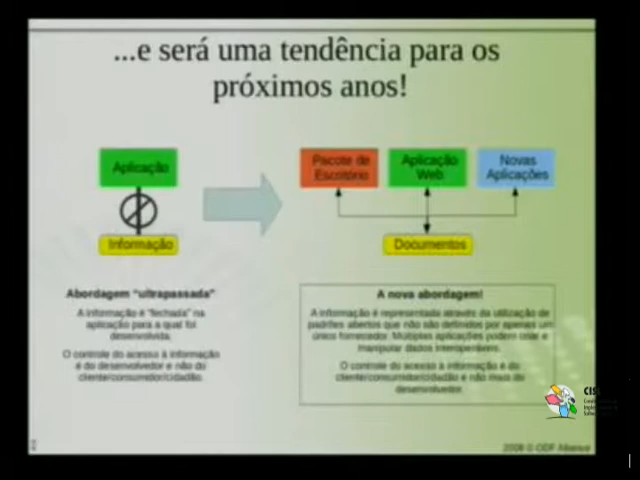 ...e será uma tendência para os
próximos anos!
Aplicação
Pacote de
Escritório
Aplicação
Web
Novas
Aplicações
Informação
Documentos
Abordagem "ultrapassada"
A informação é "fechada" na
aplicação para a qual foi
desenvolvida.
O controle do acesso à informação
é do desenvolvedor e não do
cliente/consumidor/cidadão.
A nova abordagem!
A informação é representada através da utilização de
padrões abertos que não são definidos por apenas um
único fornecedor. Múltiplas aplicações podem criar e
manipular dados interoperáveis.
O controle do acesso à informação é do
cliente/consumidor/cidadão e não mais do
desenvolvedor.
CIS
2008 © ODF Alliance